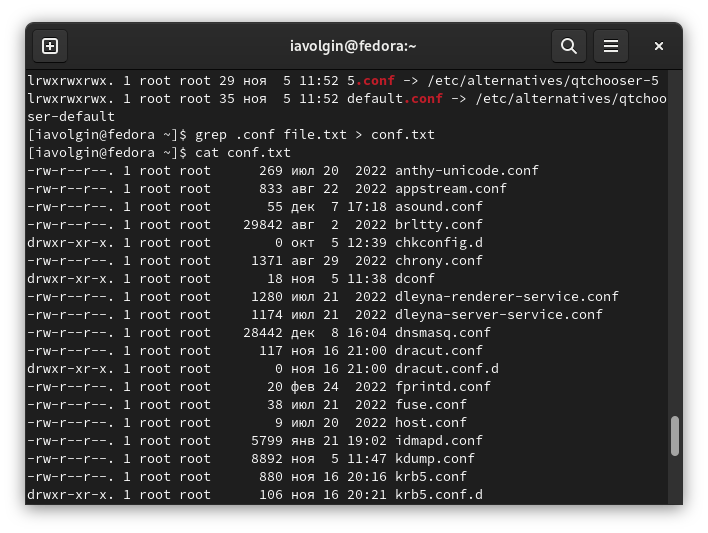 iavolgin@fedora:~
lrwxrwxrwx. 1 root root 29 ноя  5 11:52 5.conf -> /etc/alternatives/qtchooser-5
lrwxrwxrwx. 1 root root 35 ноя  5 11:52 default.conf -> /etc/alternatives/qtchoo
ser-default
[iavolgin@fedora ~]$ grep .conf file.txt > conf.txt
[iavolgin@fedora ~]$ cat conf.txt
-rw-r--r--. 1 root root      269 июл 20  2022 anthy-unicode.conf
-rw-r--r--. 1 root root      833 авг 22  2022 appstream.conf
-rw-r--r--. 1 root root       55 дек  7 17:18 asound.conf
-rw-r--r--. 1 root root    29842 авг  2  2022 brltty.conf
drwxr-xr-x. 1 root root        0 окт  5 12:39 chkconfig.d
-rw-r--r--. 1 root root     1371 авг 29  2022 chrony.conf
drwxr-xr-x. 1 root root       18 ноя  5 11:38 dconf
-rw-r--r--. 1 root root     1280 июл 21  2022 dleyna-renderer-service.conf
-rw-r--r--. 1 root root     1174 июл 21  2022 dleyna-server-service.conf
-rw-r--r--. 1 root root    28442 дек  8 16:04 dnsmasq.conf
-rw-r--r--. 1 root root      117 ноя 16 21:00 dracut.conf
drwxr-xr-x. 1 root root        0 ноя 16 21:00 dracut.conf.d
-rw-r--r--. 1 root root       20 фев 24  2022 fprintd.conf
-rw-r--r--. 1 root root       38 июл 21  2022 fuse.conf
-rw-r--r--. 1 root root        9 июл 20  2022 host.conf
-rw-r--r--. 1 root root     5799 янв 21 19:02 idmapd.conf
-rw-r--r--. 1 root root     8892 ноя  5 11:47 kdump.conf
-rw-r--r--. 1 root root      880 ноя 16 20:16 krb5.conf
drwxr-xr-x. 1 root root      106 ноя 16 20:21 krb5.conf.d